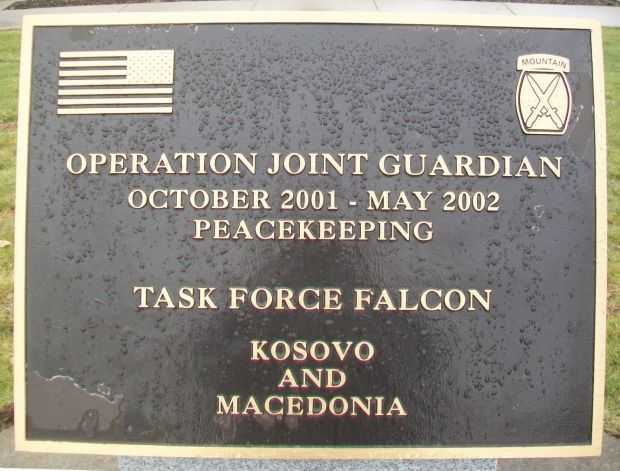 MOUNTAIN
OPERATION JOINT GUARDIAN
OCTOBER 2001 - MAY 2002
PEACEKEEPING
TASK FORCE FALCON
KOSOVO
AND
MACEDONIA